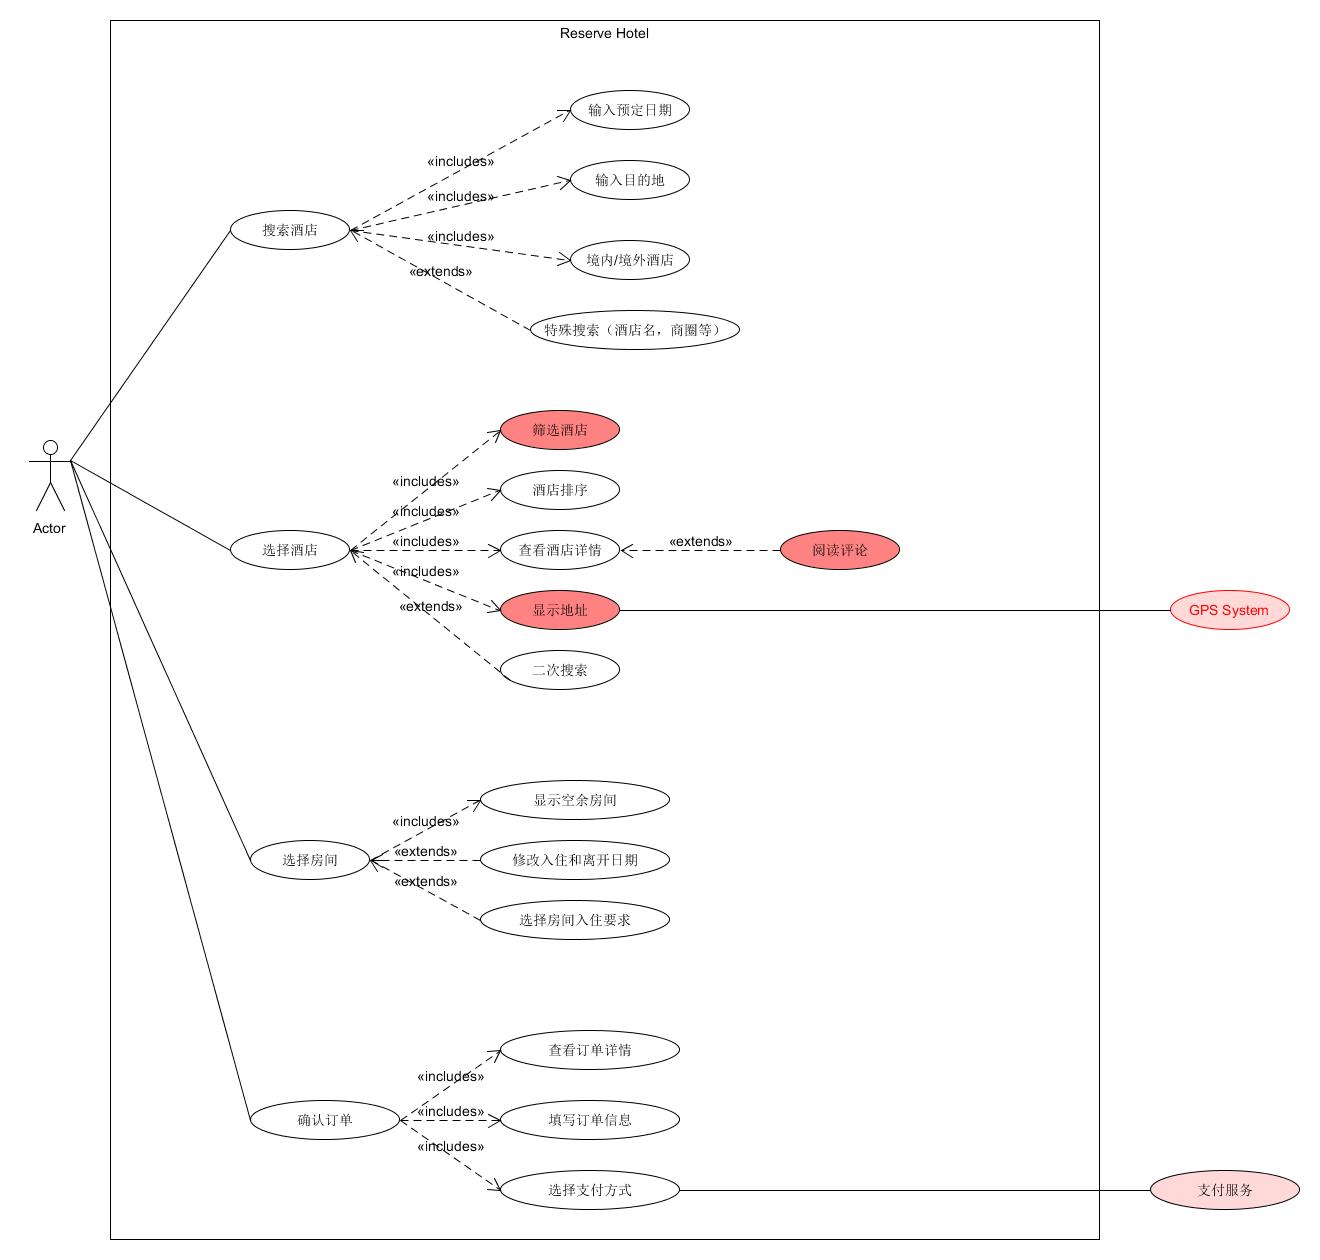 Reserve Hotel
输入预定日期
«includes»
输入目的地
«includes»
搜索酒店
«includes»
境内/境外酒店
«extends»
特殊搜索（酒店名，商圈等）
筛选酒店
«includes»
酒店排序
«includes»
Actor
«includes»
选择酒店
查看酒店详情
«extends»
阅读评论
«includes»
«extends»
显示地址
GPS System
二次搜索
显示空余房间
«includes»
«extends»
选择房间
修改入住和离开日期
«extends»
选择房间入住要求
查看订单详情
«includes»
«includes»
确认订单
填写订单信息
«includes»
选择支付方式
支付服务